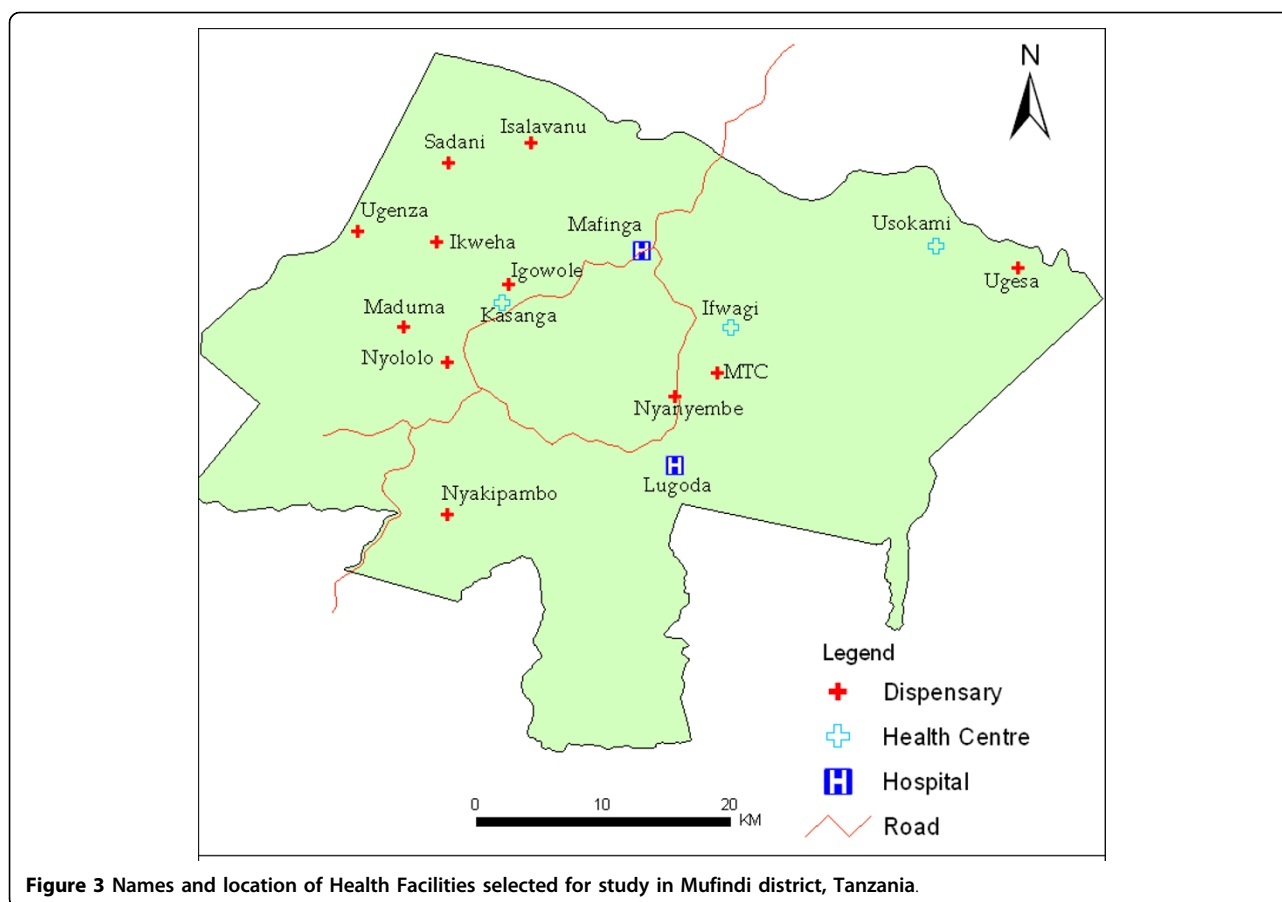 N
Isalavanu
Sadani
Ugenza
Mafinga
Usokami
Ikweha
Igowole
Ugesa
Maduma
Kasanga
Ifwagi
Nyololo
MTC
Nyanyembe
Lugoda
Nyakipambo
Legend
Dispensary
Health Centre
Hospital
Road
0 10 20
KM
Figure 3 Names and location of Health Facilities selected for study in Mufindi district, Tanzania.